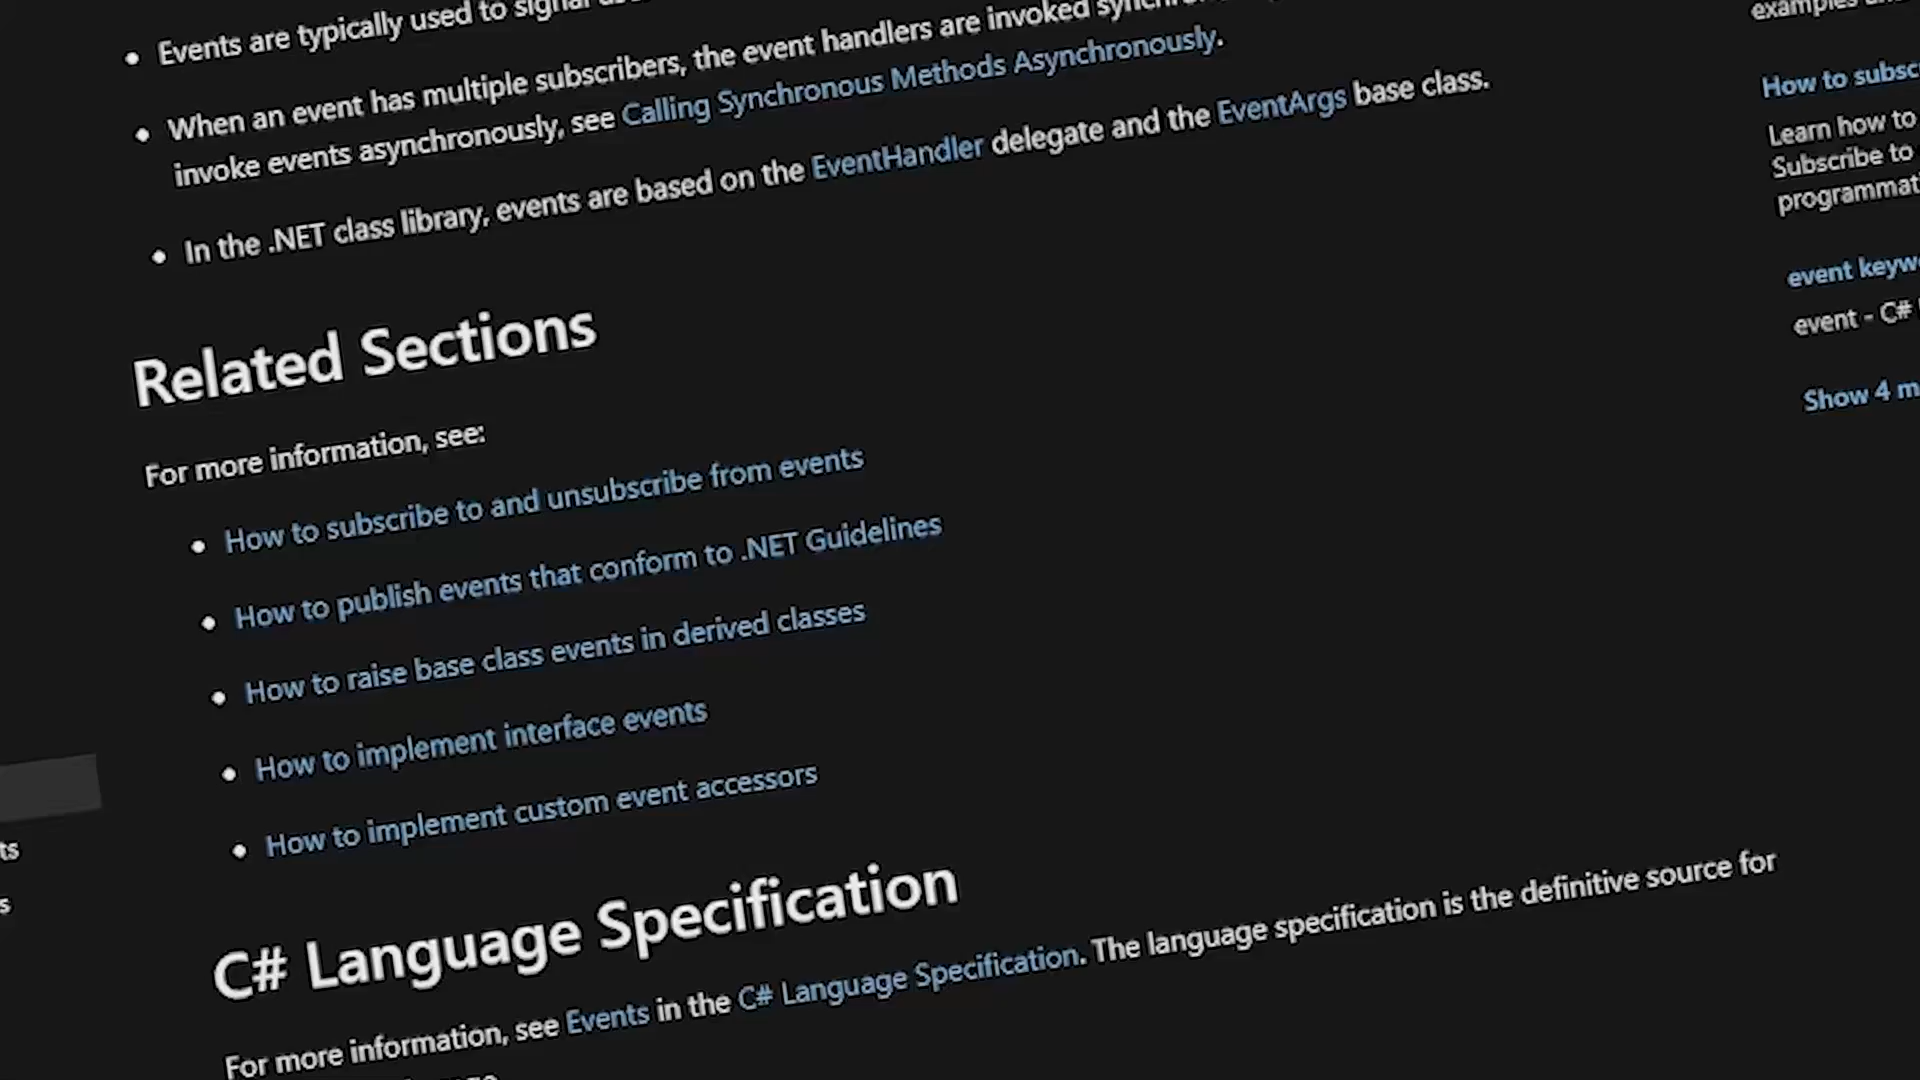 Events are typically used to signal
When an event has multiple subscribers, the event handlers are invoked
invoke events asynchronously, see Calling Synchronous Methods Asynchronously.
In the .NET class library, events are based on the EventHandler delegate and the EventArgs base class.
Related Sections
For more information, see:
How to subscribe to and unsubscribe from events
How to publish events that conform to .NET Guidelines
How to raise base class events in derived classes
How to implement interface events
How to implement custom event accessors
C# Language Specification
For more information, see Events in the C# Language Specification. The language specification is the definitive source for
examples
How to
Learn how to
Subscribe to
event
event - C#
Show 4